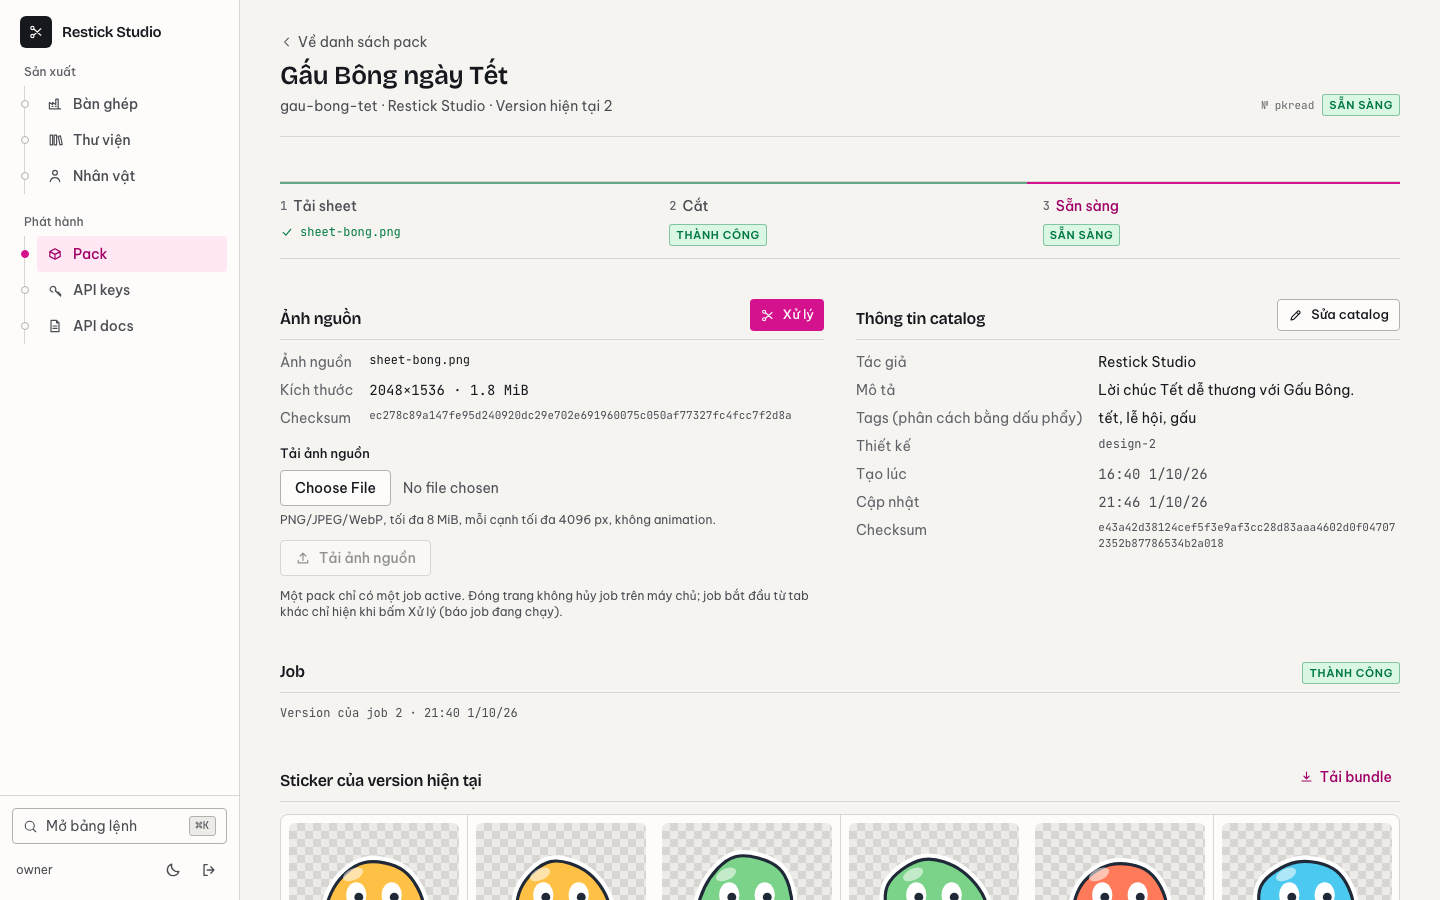 Restick Studio
Sản xuất
Bàn ghép
Thư viện
Nhân vật
Phát hành
Pack
API keys
API docs
Mở bảng lệnh
⌘K
owner
Về danh sách pack
Gấu Bông ngày Tết
gau-bong-tet · Restick Studio · Version hiện tại 2
№ pkread
SẴN SÀNG
1 Tải sheet
sheet-bong.png
2 Cắt
THÀNH CÔNG
3 Sẵn sàng
SẴN SÀNG
Ảnh nguồn
Xử lý
Ảnh nguồn sheet-bong.png
Kích thước 2048×1536 · 1.8 MiB
Checksum ec278c89a147fe95d240920dc29e702e691960075c050af77327fc4fcc7f2d8a
Tải ảnh nguồn
Choose File No file chosen
PNG/JPEG/WebP, tối đa 8 MiB, mỗi cạnh tối đa 4096 px, không animation.
Tải ảnh nguồn
Một pack chỉ có một job active. Đóng trang không hủy job trên máy chủ; job bắt đầu từ tab
khác chỉ hiện khi bấm Xử lý (báo job đang chạy).
Thông tin catalog
Sửa catalog
Tác giả Restick Studio
Mô tả Lời chúc Tết dễ thương với Gấu Bông.
Tags (phân cách bằng dấu phẩy) tết, lễ hội, gấu
Thiết kế design-2
Tạo lúc 16:40 1/10/26
Cập nhật 21:46 1/10/26
Checksum e43a42d38124cef5f3e9af3cc28d83aaa4602d0f04707
2352b87786534b2a018
Job
THÀNH CÔNG
Version của job 2 · 21:40 1/10/26
Sticker của version hiện tại
Tải bundle